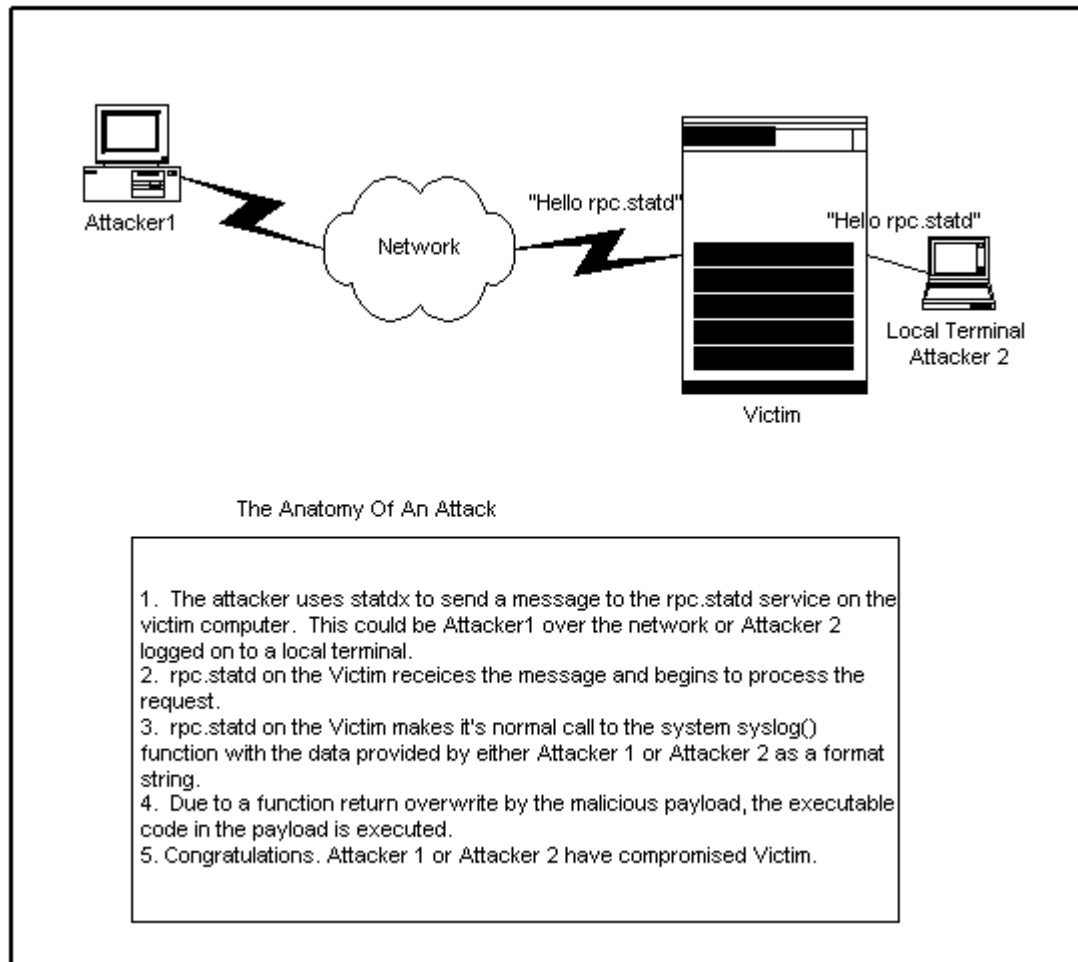 "Hello rpc.statd"
"Hello rpc.statd"
Attacker1
Network
Local Terminal
Attacker 2
Victim
The Anatomy Of An Attack
1. The attacker uses statdx to send a message to the rpc.statd service on the
victim computer. This could be Attacker1 over the network or Attacker 2
logged on to a local terminal.
2. rpc.statd on the Victim receices the message and begins to process the
request.
3. rpc.statd on the Victim makes it's normal call to the system syslog()
function with the data provided by either Attacker 1 or Attacker 2 as a format
string.
4. Due to a function return overwrite by the malicious payload, the executable
code in the payload is executed.
5. Congratulations. Attacker 1 or Attacker 2 have compromised Victim.